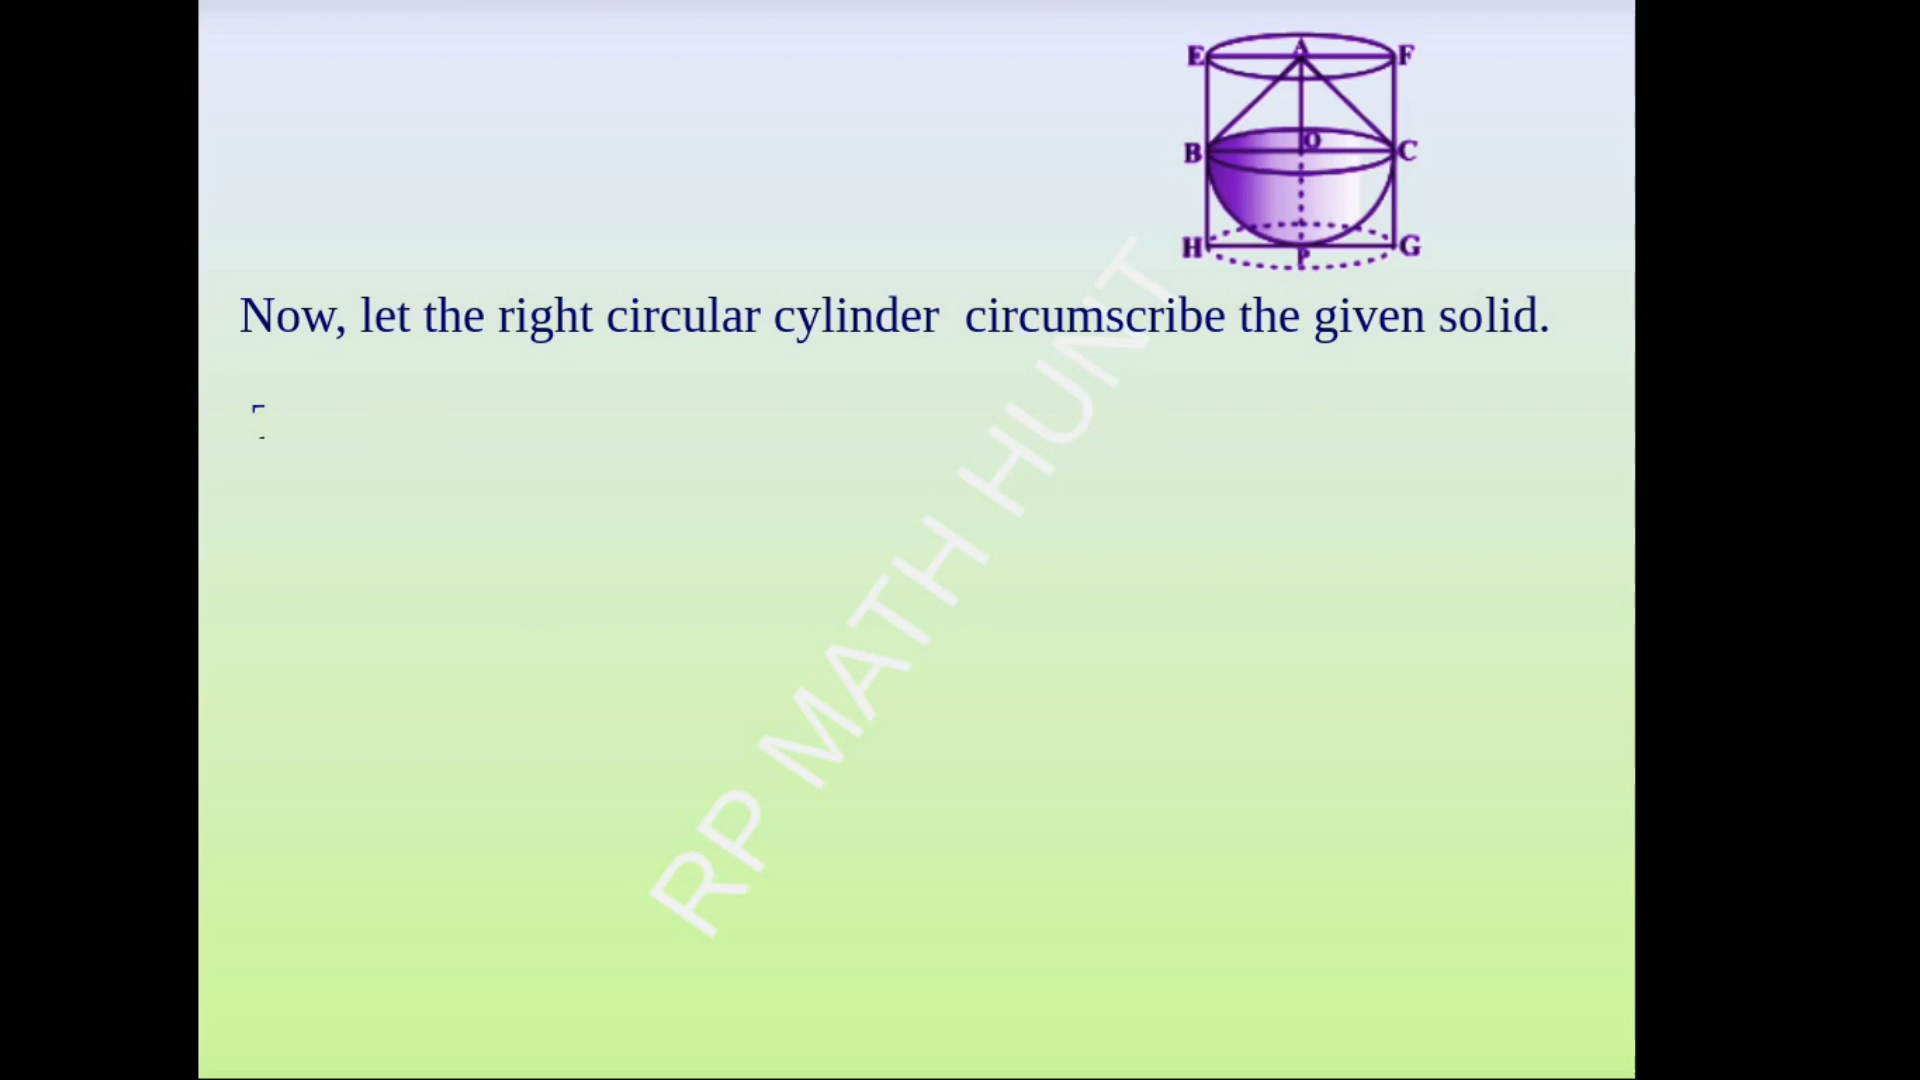 A
E
F
O
B
C
H
G
P
Now, let the right circular cylinder  circumscribe the given solid.
RP MATH HUNT